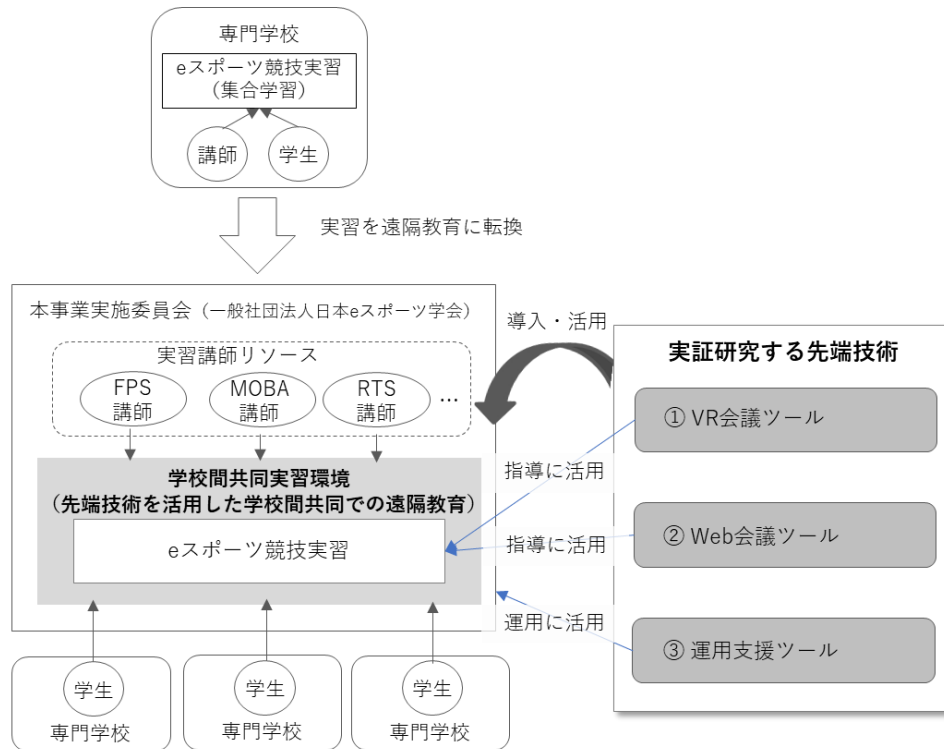 専門学校
eスポーツ競技実習
(集合学習)
講師
学生
実習を遠隔教育に転換
本事業実施委員会（一般社団法人日本eスポーツ学会）
実習講師リソース
FPS
講師
MOBA
講師
RTS
講師
…
学校間共同実習環境
（先端技術を活用した学校間共同での遠隔教育）
eスポーツ競技実習
学生
専門学校
学生
専門学校
学生
専門学校
導入・活用
指導に活用
指導に活用
運用に活用
実証研究する先端技術
① VR会議ツール
② Web会議ツール
③ 運用支援ツール